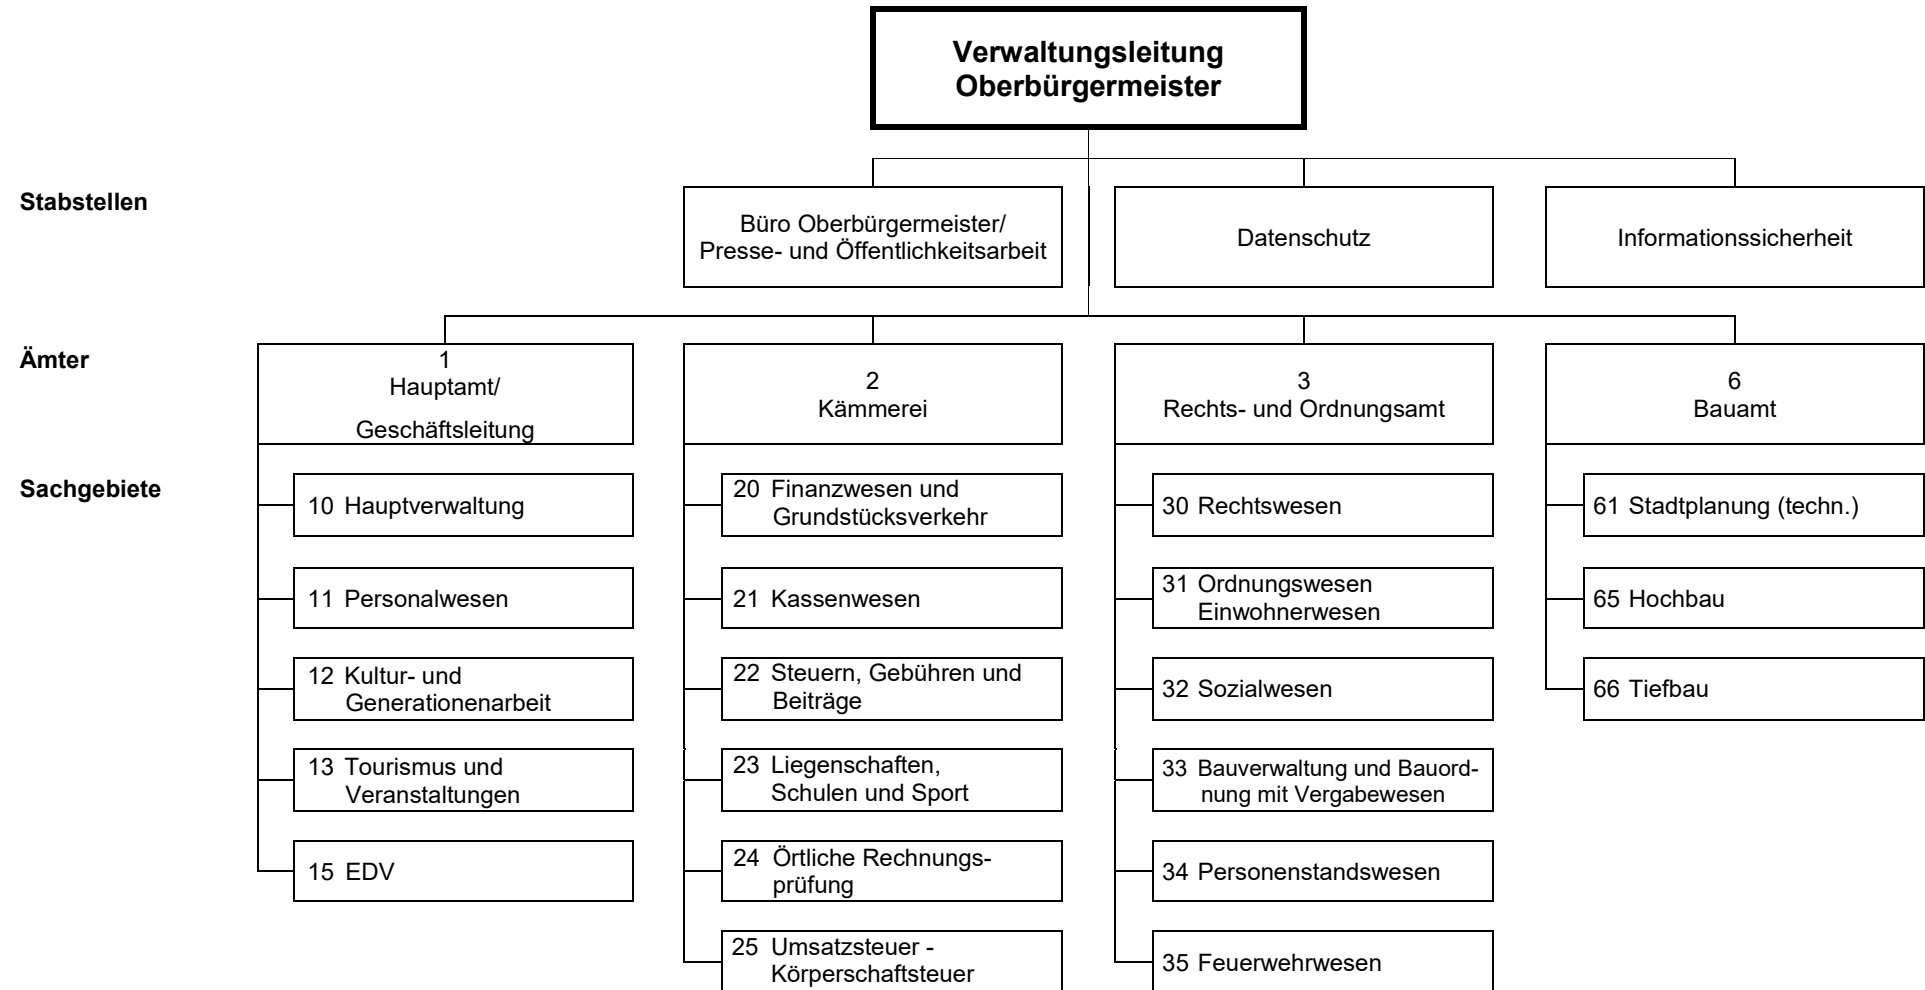 Verwaltungsleitung
Oberbürgermeister
Stabstellen
Büro Oberbürgermeister/
Presse- und Öffentlichkeitsarbeit
Datenschutz
Informationssicherheit
Ämter
1
Hauptamt/
Geschäftsleitung
2
Kämmerei
3
Rechts- und Ordnungsamt
6
Bauamt
Sachgebiete
10 Hauptverwaltung
11 Personalwesen
12 Kultur- und
Generationenarbeit
13 Tourismus und
Veranstaltungen
15 EDV
20 Finanzwesen und
Grundstücksverkehr
21 Kassenwesen
22 Steuern, Gebühren und
Beiträge
23 Liegenschaften,
Schulen und Sport
24 Örtliche Rechnungs-
prüfung
25 Umsatzsteuer -
Körperschaftsteuer
30 Rechtswesen
31 Ordnungswesen
Einwohnerwesen
32 Sozialwesen
33 Bauverwaltung und Bauord-
nung mit Vergabewesen
34 Personenstandswesen
35 Feuerwehrwesen
61 Stadtplanung (techn.)
65 Hochbau
66 Tiefbau